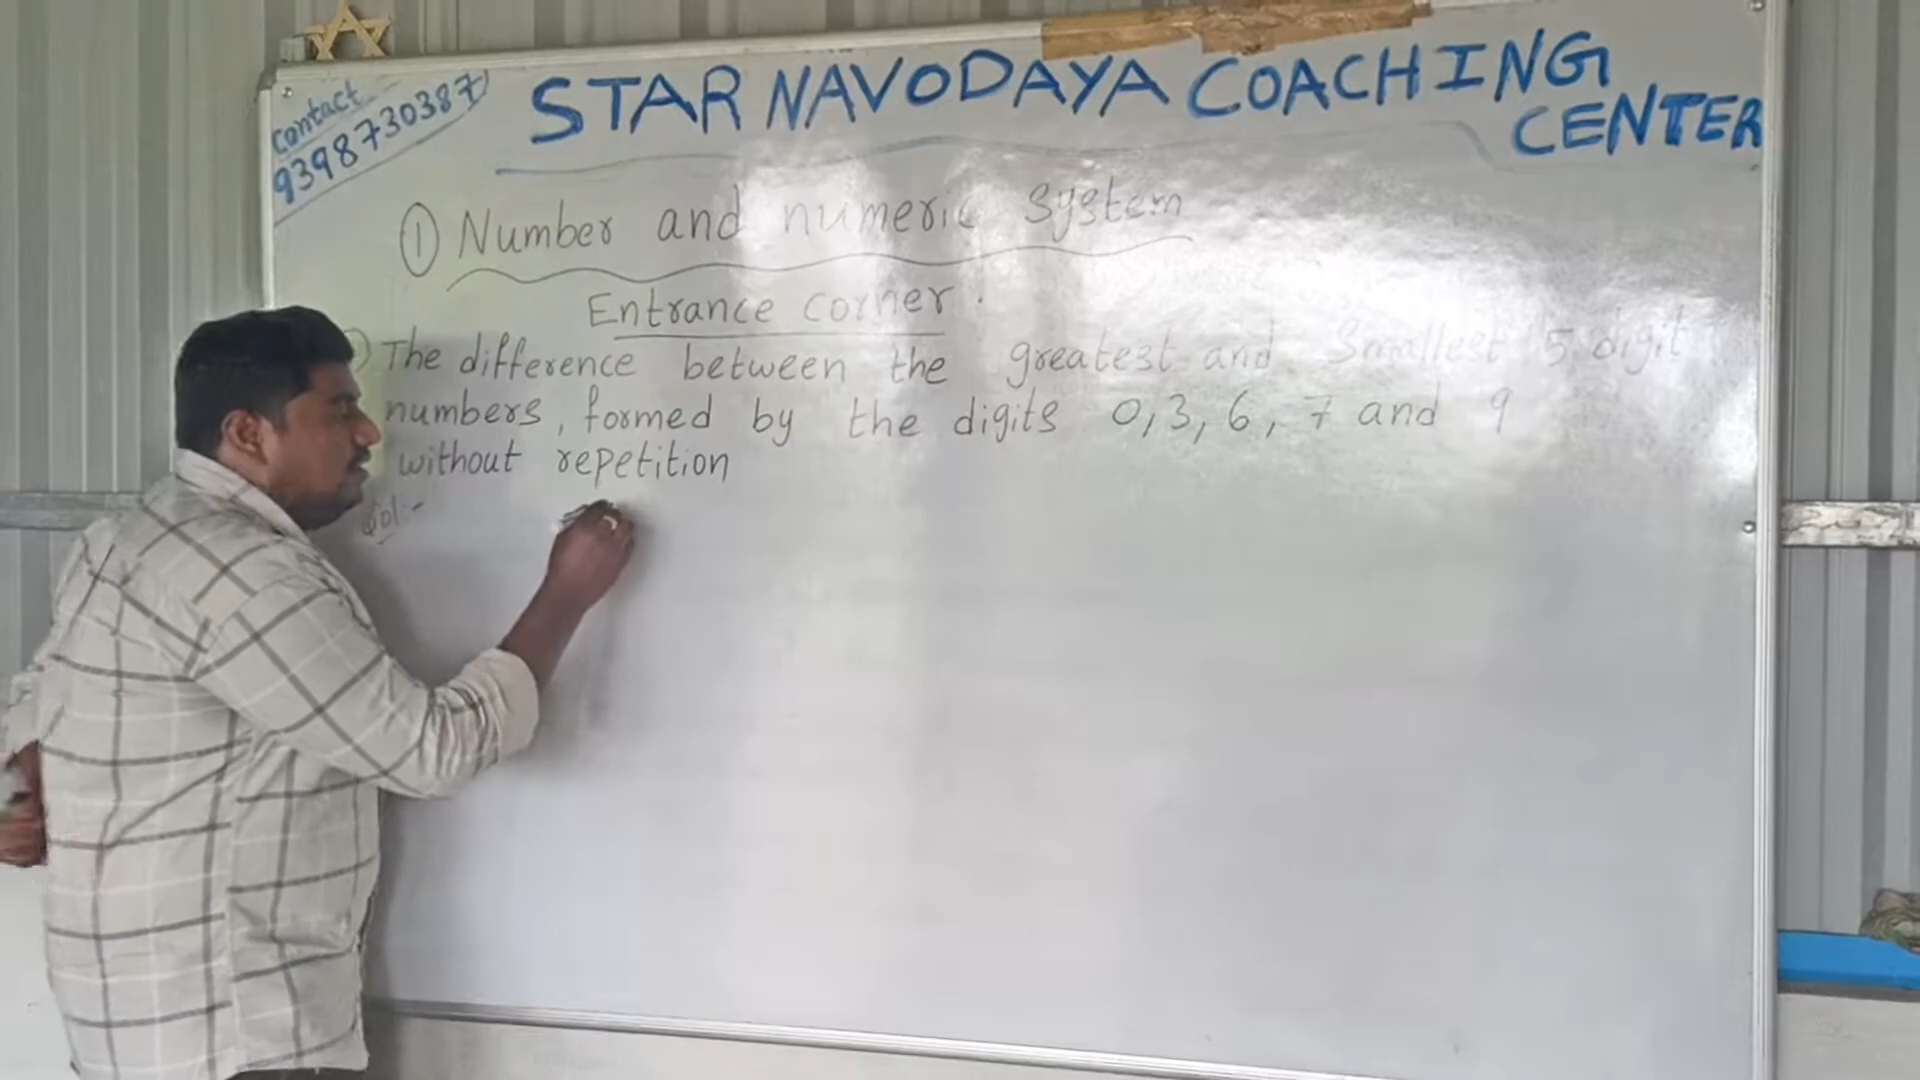 Contact
9398730387
STAR NAVODAYA COACHING
CENTER
① Number and numeric System
Entrance corner.
The difference between the greatest and Smallest 5 digit
numbers, formed by the digits 0, 3, 6, 7 and 9
without repetition
Sol:-